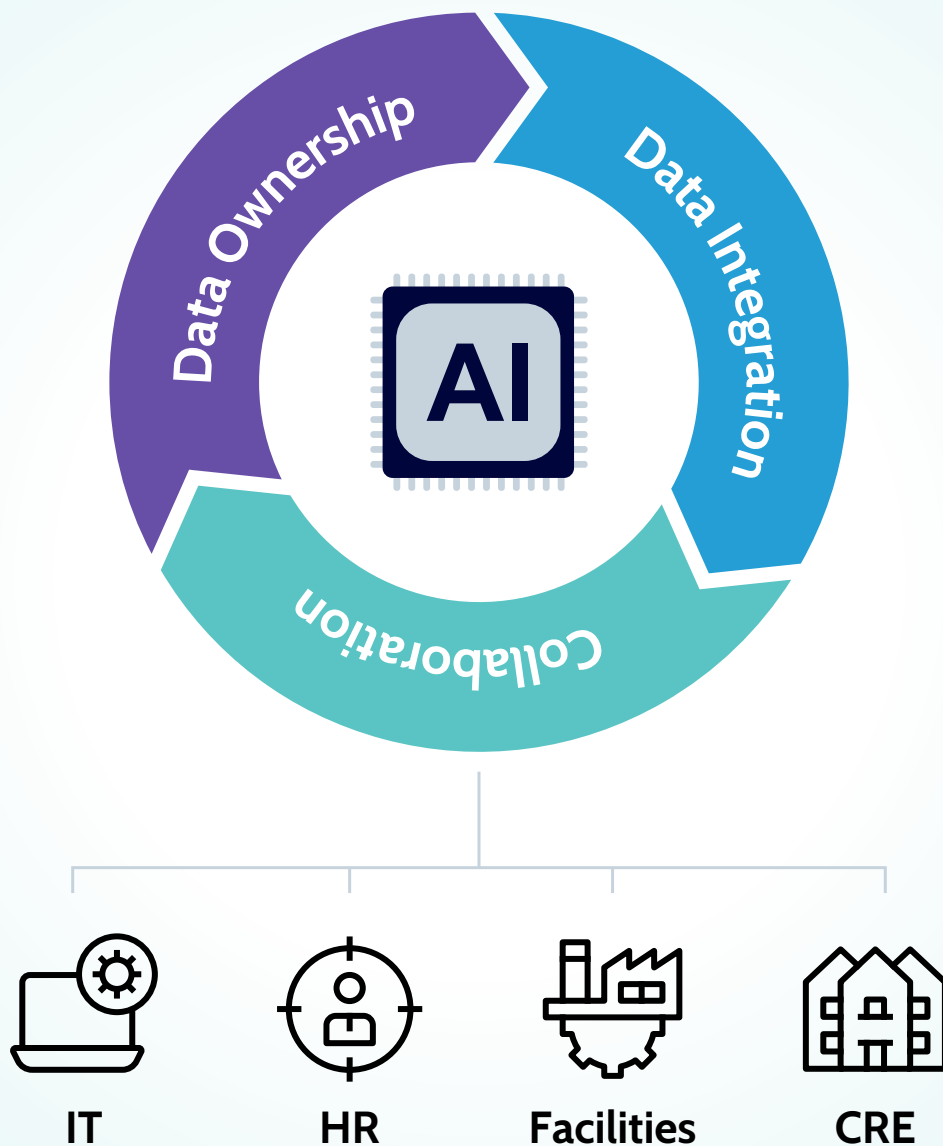 Data Ownership
Data Integration
AI
Collaboration
IT
HR
Facilities
CRE